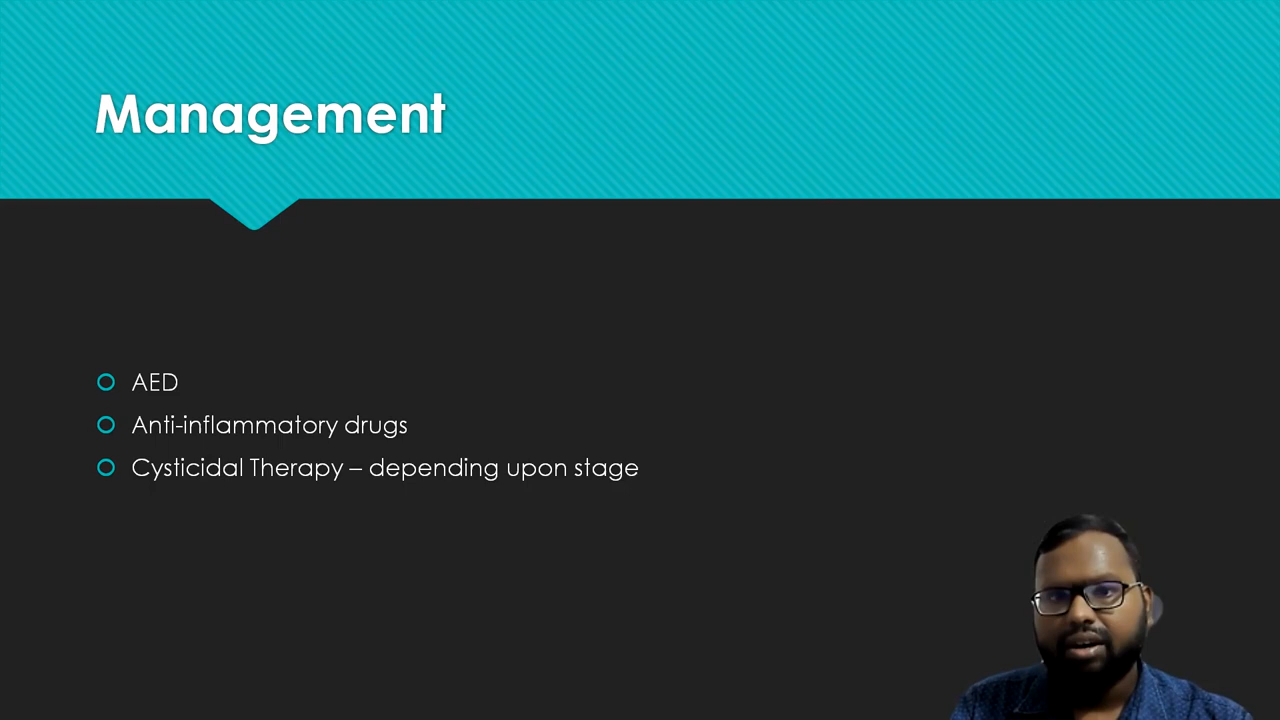 Management
AED
Anti-inflammatory drugs
Cysticidal Therapy – depending upon stage